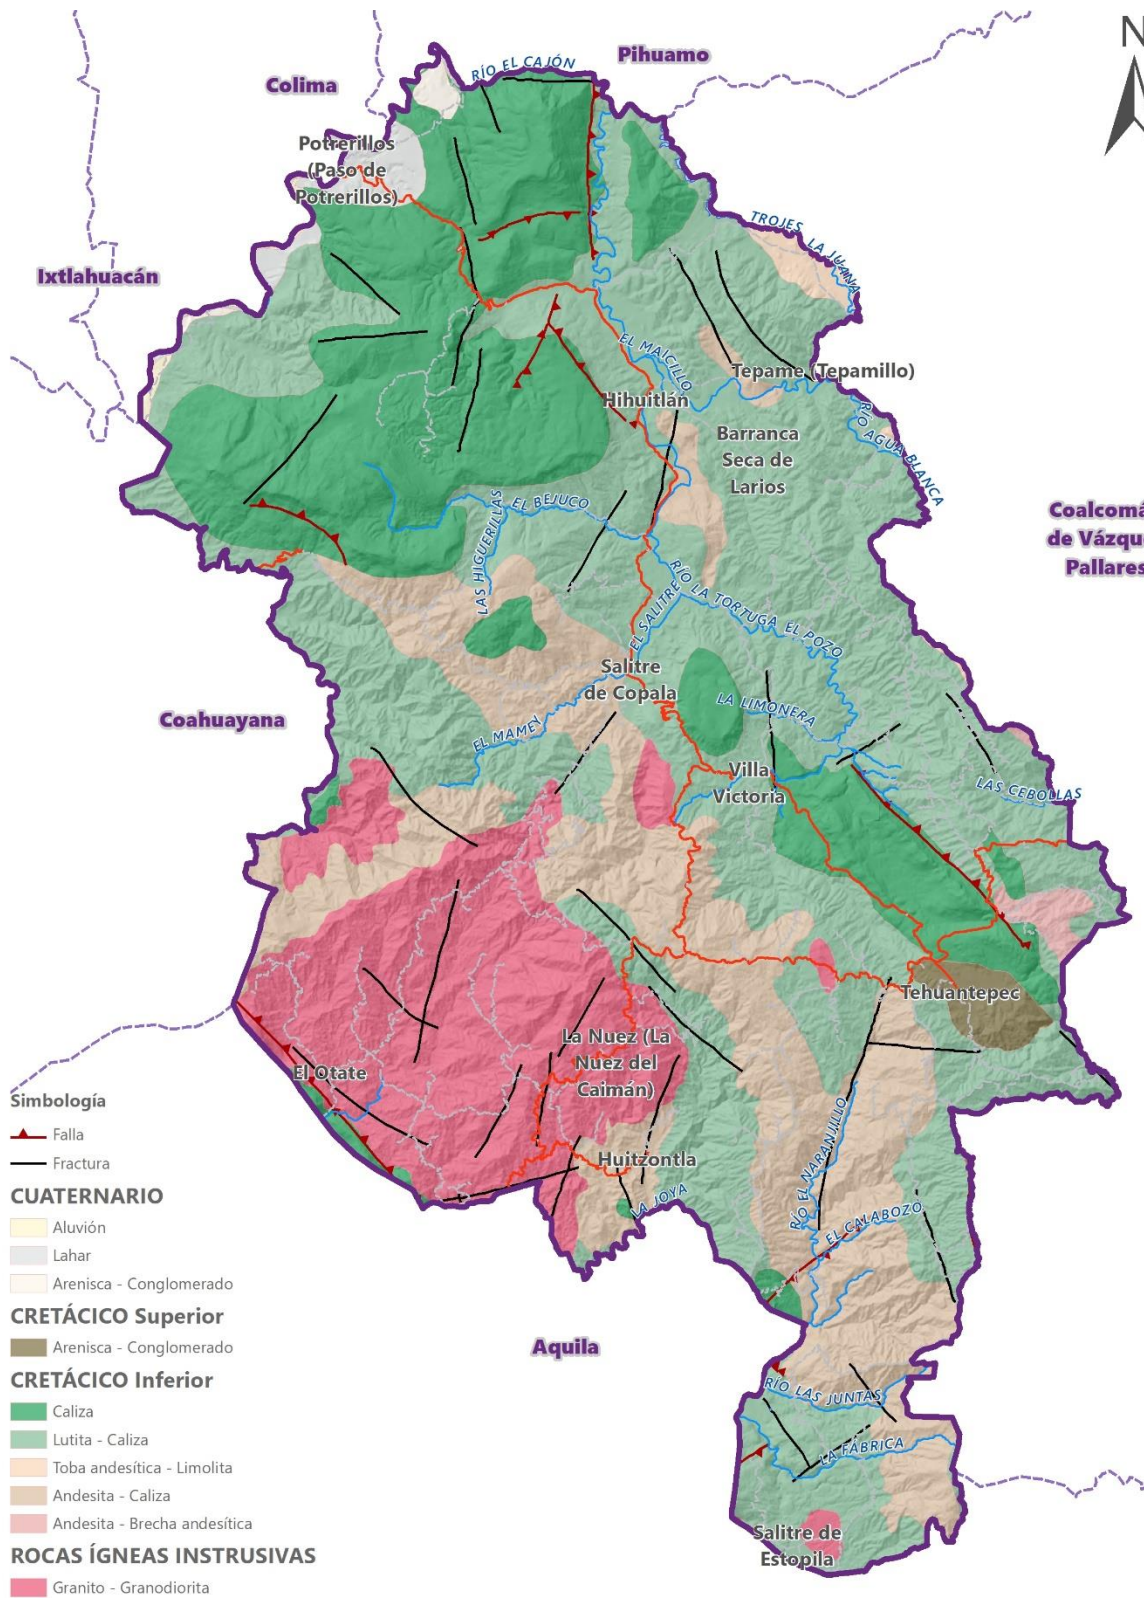 N
Pihuamo
RÍO EL CAJÓN
Colima
Potrerillos
(Paso de
Potrerillos)
TROJES LA JUANA
Ixtlahuacán
EL MAICILLO
Tepame (Tepamillo)
Hihuitlán
RÍO AGUA BLANCA
Barranca
Seca de
Larios
LAS HIGUERILLAS
EL BEJUCO
Coalcomá
de Vázqu
Pallares
RÍO LA TORTUGA EL POZO
EL SALITRE
Salitre
de Copala
LA LIMONERA
Coahuayana
EL MAMEY
Villa
Victoria
LAS CEBOLLAS
Tehuantepec
La Nuez (La
Nuez del
Caimán)
El Otate
RÍO EL NARANJILLO
Huitzontla
LA JOYA
EL CALABOZO
Aquila
RÍO LAS JUNTAS
LA FÁBRICA
Salitre de
Estopila
Simbología
Falla
Fractura
CUATERNARIO
Aluvión
Lahar
Arenisca - Conglomerado
CRETÁCICO Superior
Arenisca - Conglomerado
CRETÁCICO Inferior
Caliza
Lutita - Caliza
Toba andesítica - Limolita
Andesita - Caliza
Andesita - Brecha andesítica
ROCAS ÍGNEAS INSTRUSIVAS
Granito - Granodiorita